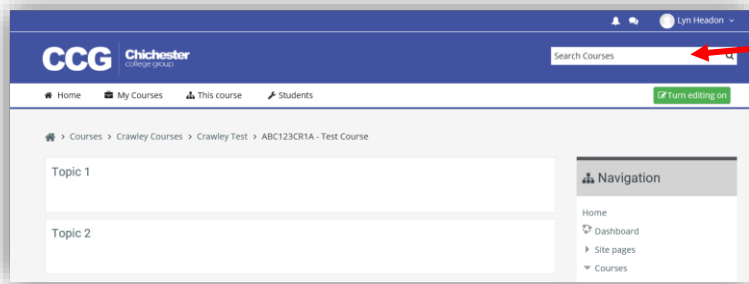 Lyn Headon
CCG Chichester
college group
Search Courses
Home My Courses This course Students
Turn editing on
> Courses > Crawley Courses > Crawley Test > ABC123CR1A - Test Course
Topic 1
Navigation
Home
Topic 2
Dashboard
Site pages
Courses